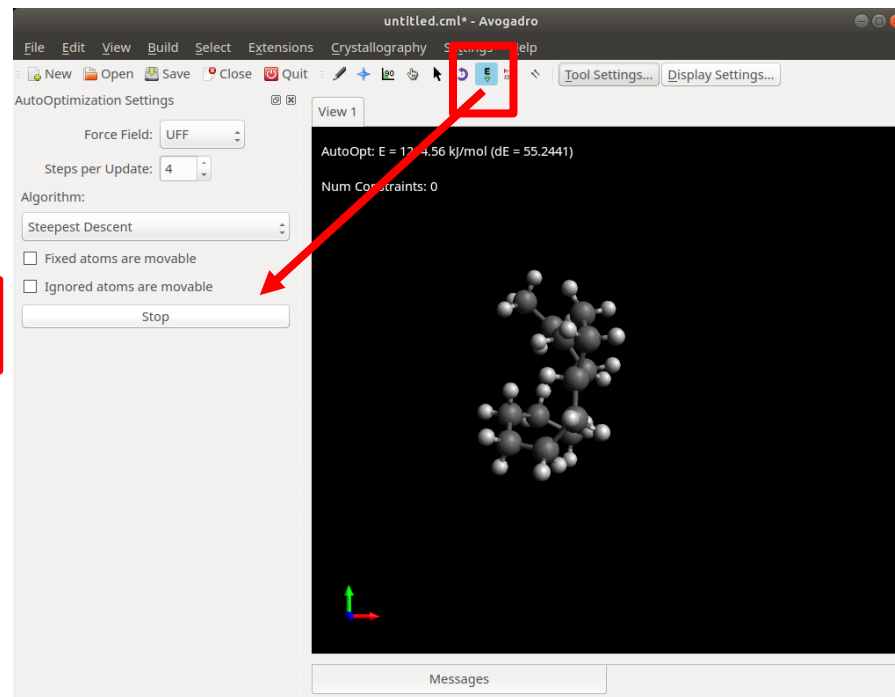 untitled.cml* - Avogadro
File Edit View Build Select Extensions Crystallography
New Open Save Close Quit Tool Settings... Display Settings...
AutoOptimization Settings
View 1
Force Field: UFF
AutoOpt: E = kJ/mol (dE = 55.2441)
Steps per Update: 4
Num Constraints: 0
Algorithm:
Steepest Descent
Fixed atoms are movable
Ignored atoms are movable
Stop
Messages